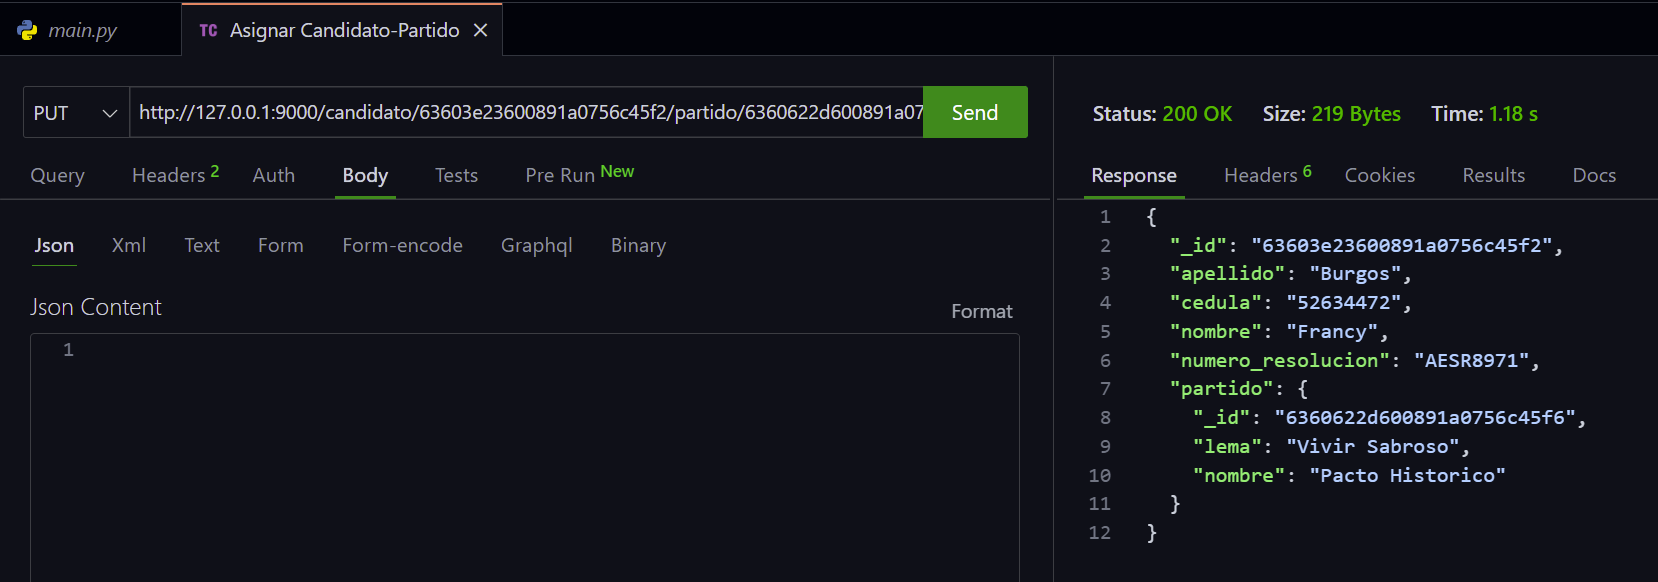 main.py
TC Asignar Candidato-Partido
PUT http://127.0.0.1:9000/candidato/63603e23600891a0756c45f2/partido/6360622d600891a07 Send
Query Headers 2 Auth Body Tests Pre Run New
Json Xml Text Form Form-encode Graphql Binary
Json Content
Format
1
Status: 200 OK Size: 219 Bytes Time: 1.18 s
Response Headers 6 Cookies Results Docs
1 {
2 "_id": "63603e23600891a0756c45f2",
3 "apellido": "Burgos",
4 "cedula": "52634472",
5 "nombre": "Francy",
6 "numero_resolucion": "AESR8971",
7 "partido": {
8 "_id": "6360622d600891a0756c45f6",
9 "lema": "Vivir Sabroso",
10 "nombre": "Pacto Historico"
11 }
12 }